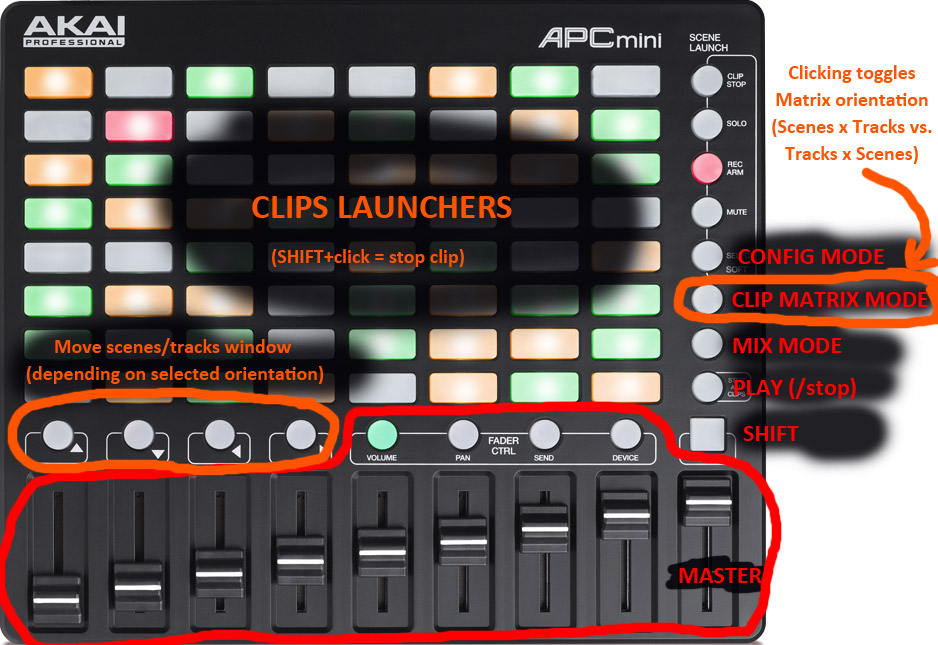 AKAI
PROFESSIONAL
APCmini
SCENE
LAUNCH
CLIP
STOP
SOLO
REC
ARM
MUTE
Clicking toggles
Matrix orientation
(Scenes x Tracks vs.
Tracks x Scenes)
CLIPS LAUNCHERS
(SHIFT+click = stop clip)
CONFIG MODE
CLIP MATRIX MODE
MIX MODE
PLAY (/stop)
SHIFT
Move scenes/tracks window
(depending on selected orientation)
VOLUME
PAN
FADER
CTRL
SEND
DEVICE
MASTER